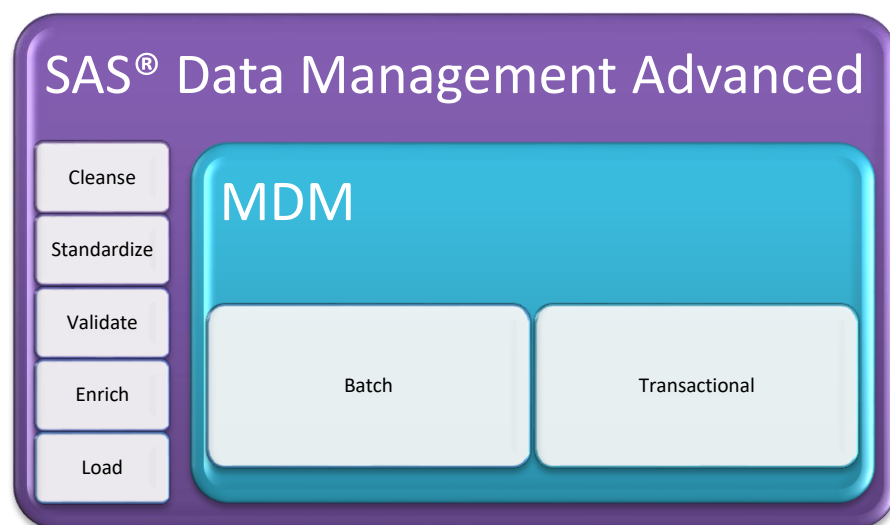 SAS® Data Management Advanced
Cleanse
Standardize
Validate
Enrich
Load
MDM
Batch
Transactional